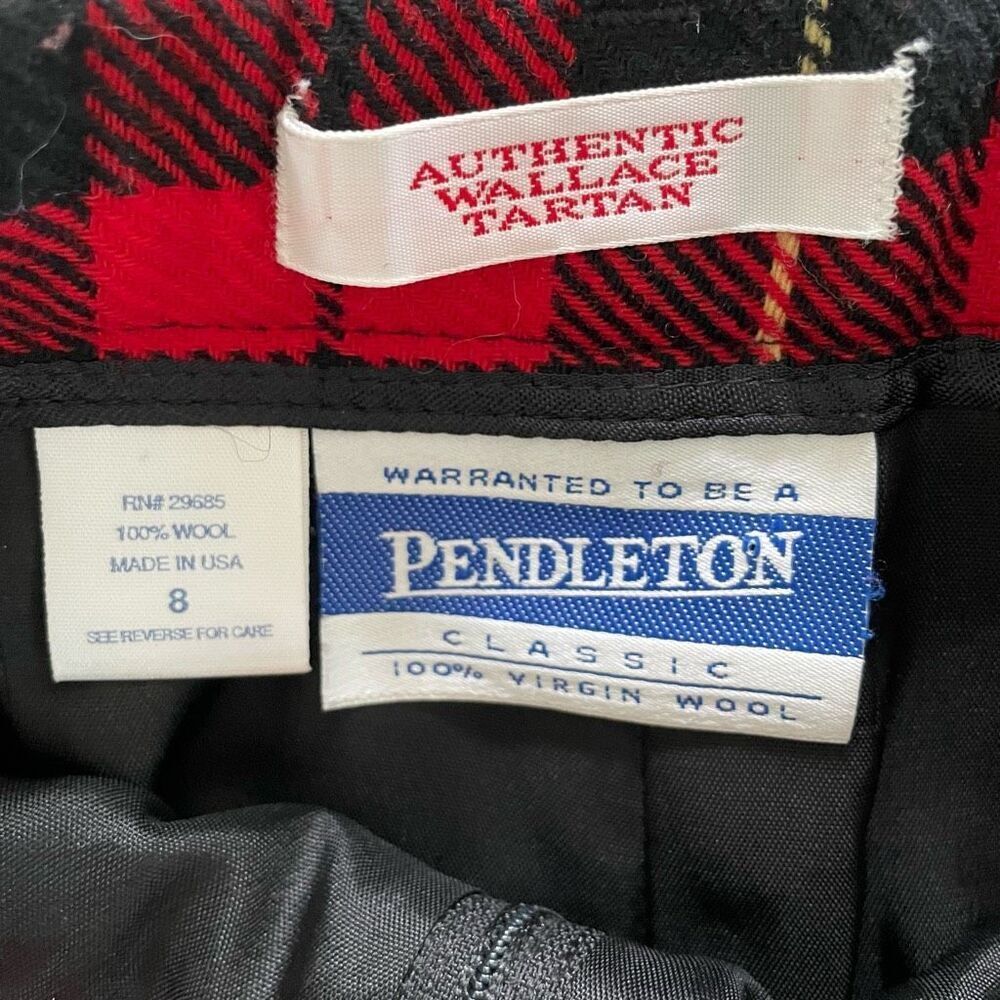 AUTHENTIC
WALLACE
TARTAN
RN# 29685
100% WOOL
MADE IN USA
8
SEE REVERSE FOR CARE
WARRANTED TO BE A
PENDLETON
CLASSIC
100% VIRGIN WOOL